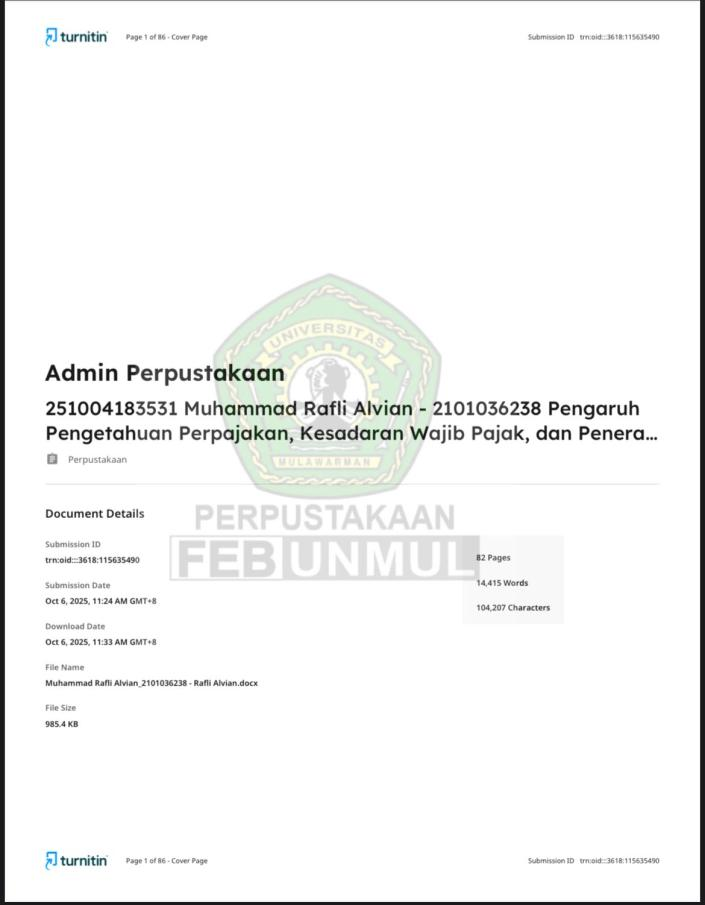 turnitin Page 1 of 86 - Cover Page Submission ID trn:oid:::3618:115635490
UNIVERSITAS
Admin Perpustakaan
251004183531 Muhammad Rafli Alvian - 2101036238 Pengaruh
Pengetahuan Perpajakan, Kesadaran Wajib Pajak, dan Penera...
MULAWARMAN
Perpustakaan
Document Details
PERPUSTAKAAN
FEB UNMUL
Submission ID
trn:oid:::3618:115635490
Submission Date
Oct 6, 2025, 11:24 AM GMT+8
Download Date
Oct 6, 2025, 11:33 AM GMT+8
File Name
Muhammad Rafli Alvian_2101036238 - Rafli Alvian.docx
File Size
985.4 KB
82 Pages
14,415 Words
104,207 Characters
turnitin Page 1 of 86 - Cover Page Submission ID trn:oid:::3618:115635490